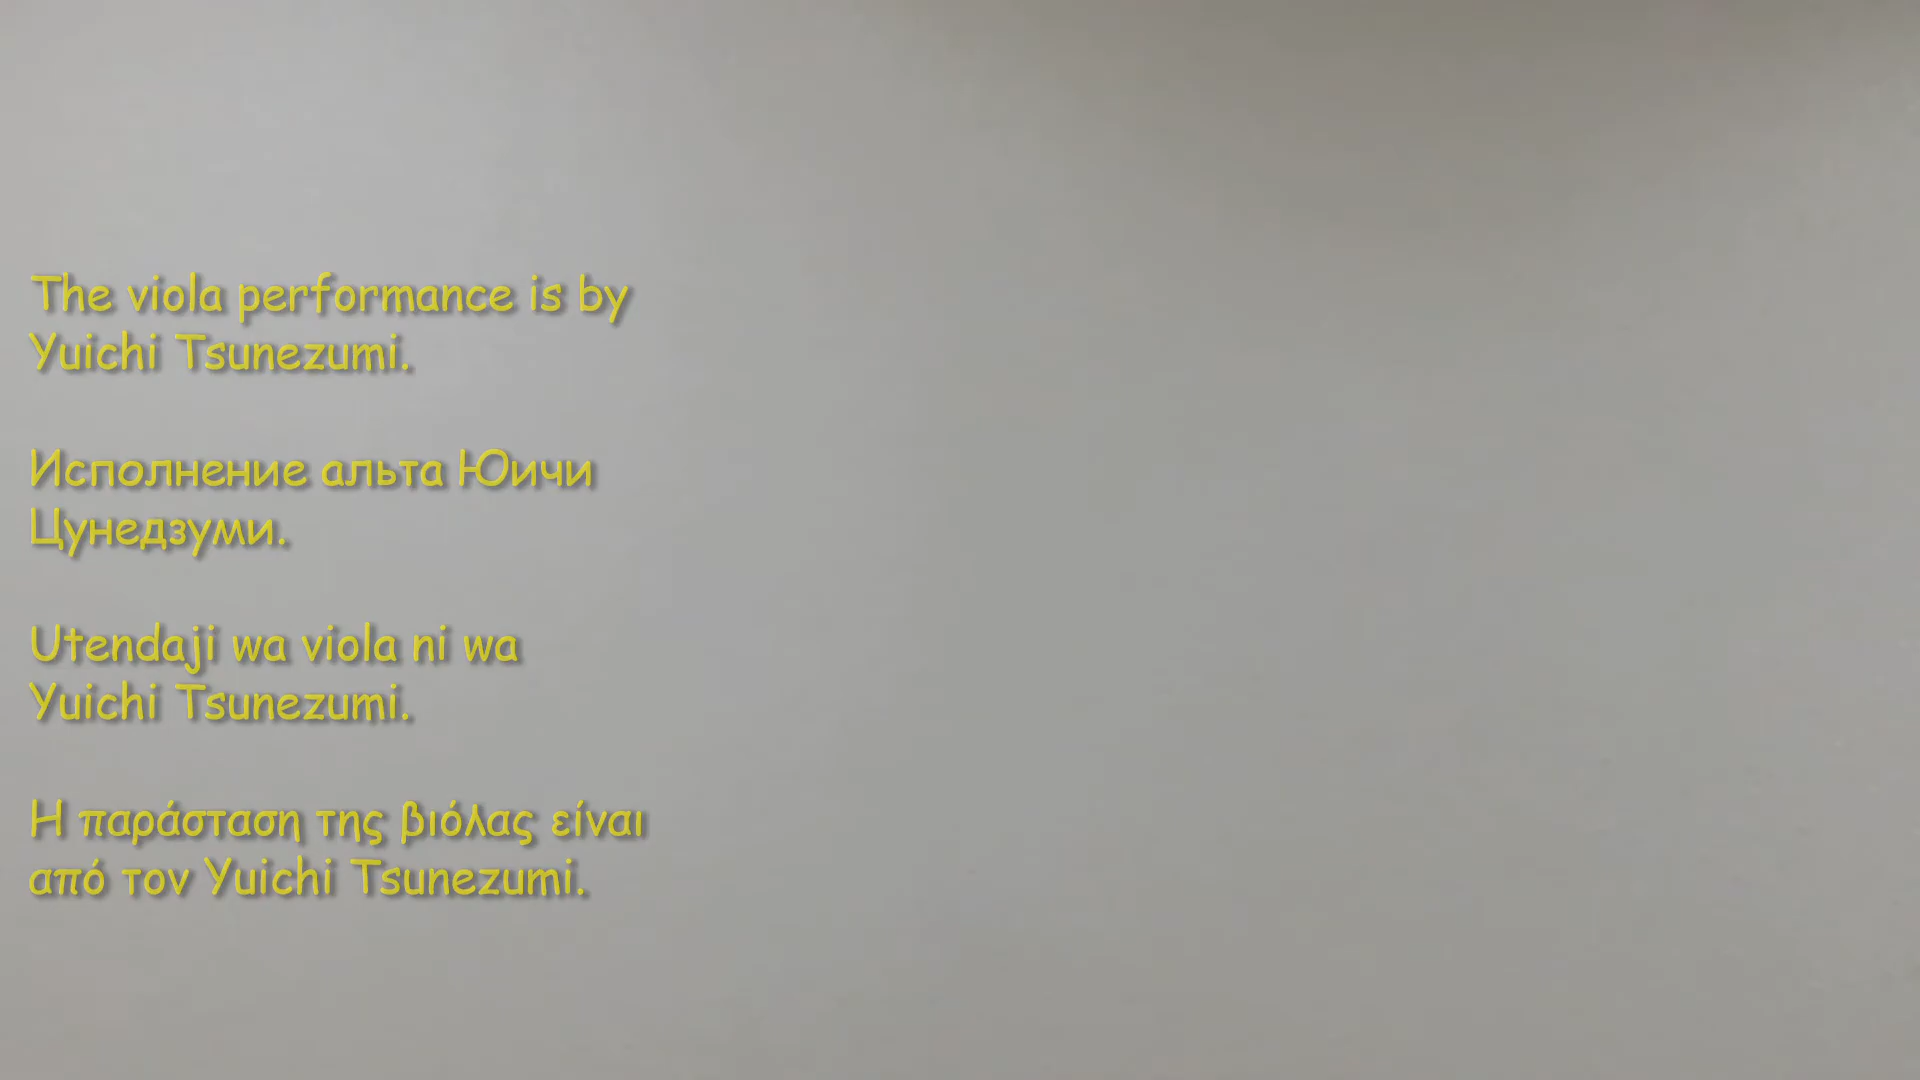 The viola performance is by
Yuichi Tsunezumi.
Исполнение альта Юичи
Цунедзуми.
Utendaji wa viola ni wa
Yuichi Tsunezumi.
Η παράσταση της βιόλας είναι
από τον Yuichi Tsunezumi.